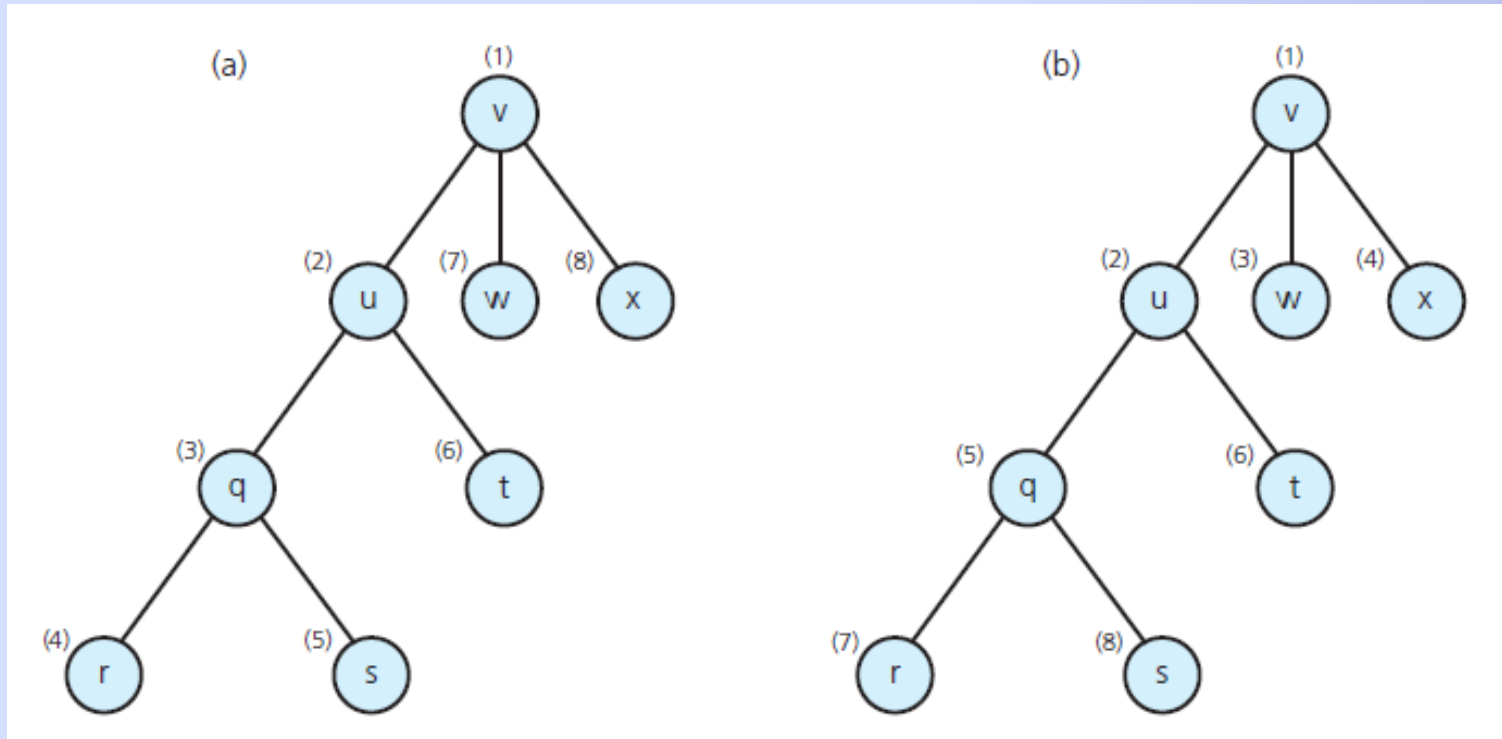 (a) (1) (b) (1)
v v
(2) (7) (8) (2) (3) (4)
u w x u w x
(3) (6) (5) (6)
q t q t
(4) (5) (7) (8)
r s r s